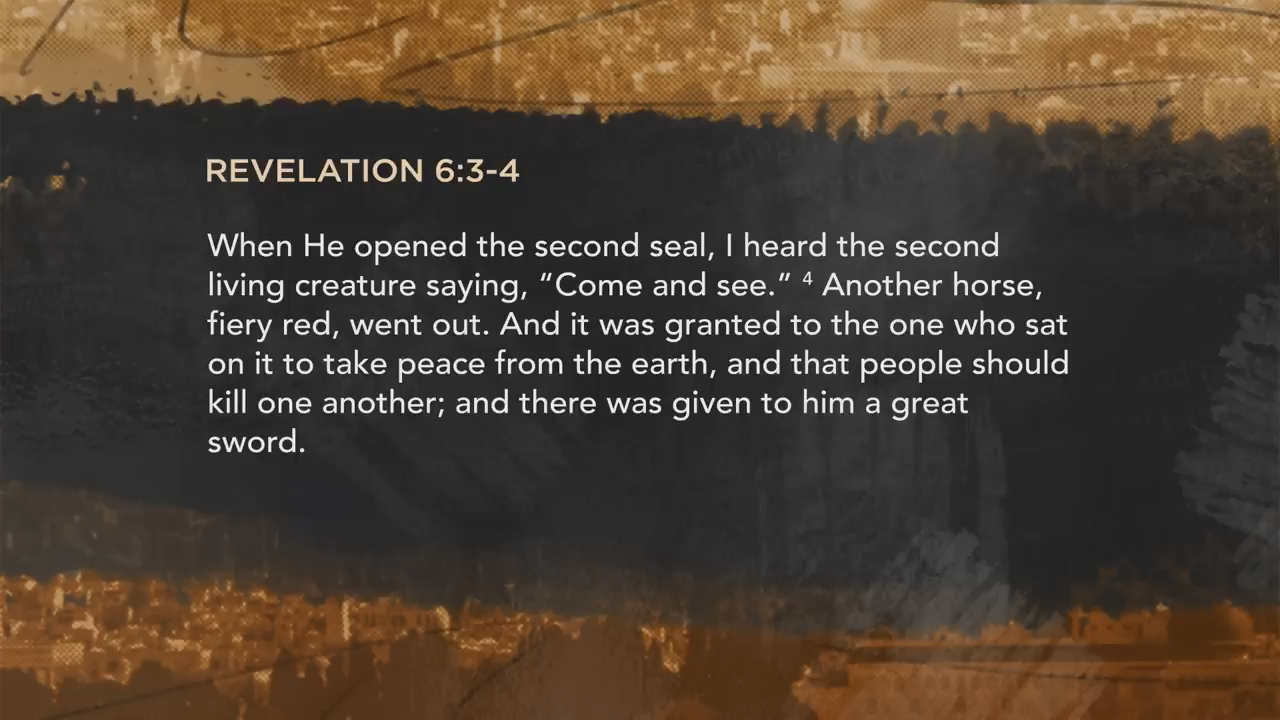 REVELATION 6:3-4
When He opened the second seal, I heard the second
living creature saying, “Come and see.” ⁴ Another horse,
fiery red, went out. And it was granted to the one who sat
on it to take peace from the earth, and that people should
kill one another; and there was given to him a great
sword.